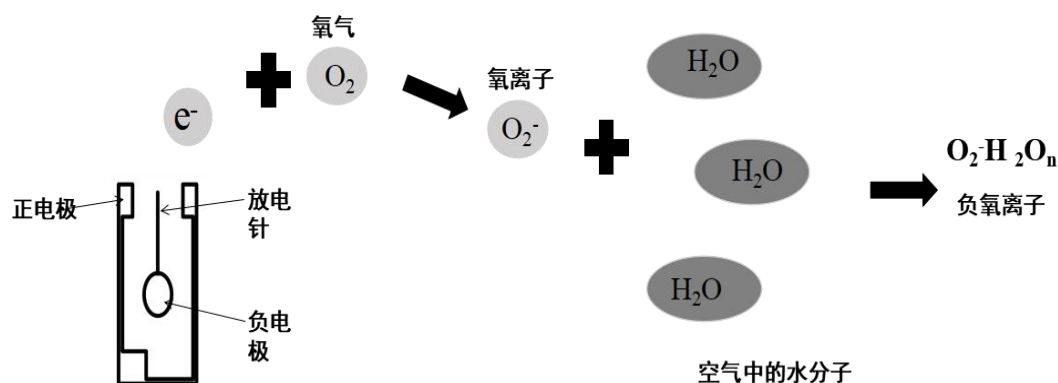 氧气
O₂
e⁻
氧离子
O₂⁻
H₂O
H₂O
H₂O
O₂⁻H ₂Oₙ
负氧离子
正电极
放电
针
负电
极
空气中的水分子